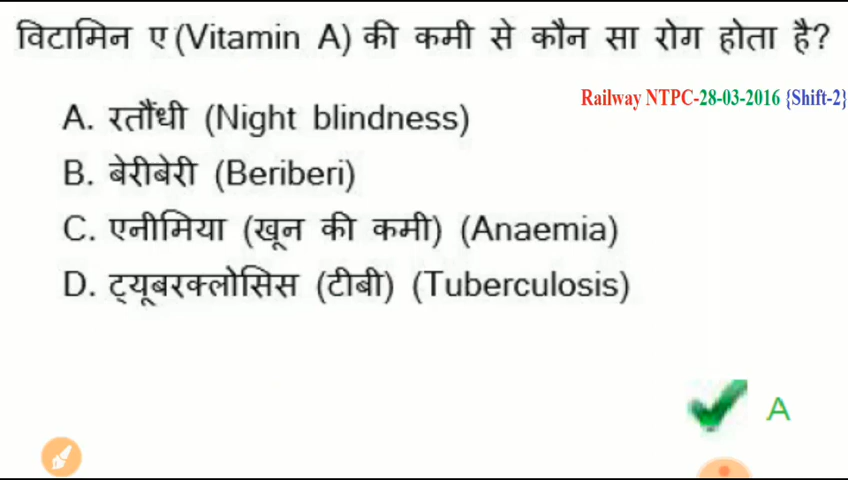 विटामिन ए (Vitamin A) की कमी से कौन सा रोग होता है?
Railway NTPC-28-03-2016 {Shift-2}
A. रतौंधी (Night blindness)
B. बेरीबेरी (Beriberi)
C. एनीमिया (खून की कमी) (Anaemia)
D. ट्यूबरक्लोसिस (टीबी) (Tuberculosis)
A